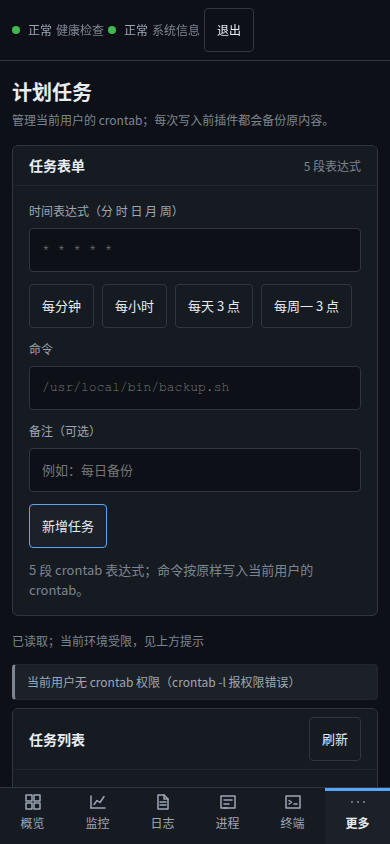 正常 健康检查 正常 系统信息 退出
计划任务
管理当前用户的 crontab；每次写入前插件都会备份原内容。
任务表单 5 段表达式
时间表达式（分 时 日 月 周）
* * * * *
每分钟 每小时 每天 3 点 每周一 3 点
命令
/usr/local/bin/backup.sh
备注（可选）
例如：每日备份
新增任务
5 段 crontab 表达式；命令按原样写入当前用户的
crontab。
已读取；当前环境受限，见上方提示
当前用户无 crontab 权限（crontab -l 报权限错误）
任务列表 刷新
概览 监控 日志 进程 终端 更多